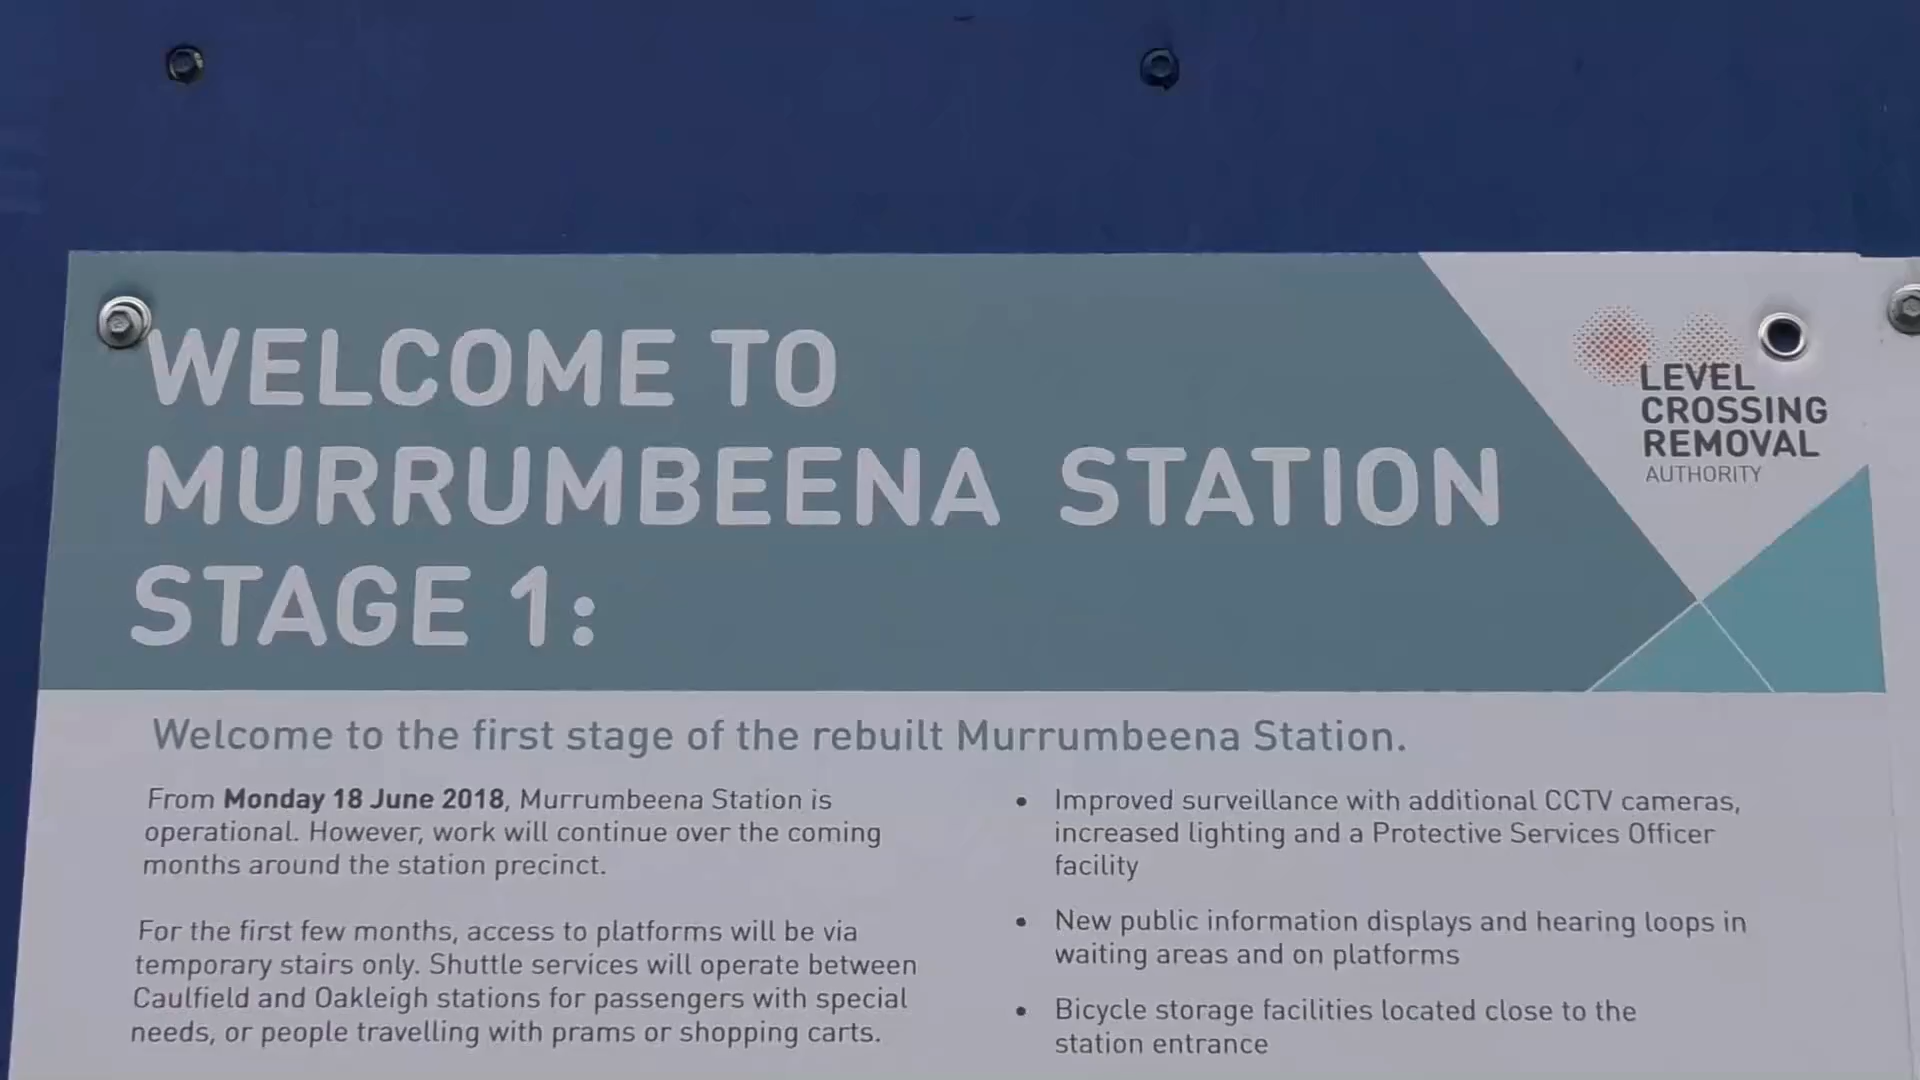 WELCOME TO
MURRUMBEENA STATION
STAGE 1:
LEVEL
CROSSING
REMOVAL
AUTHORITY
Welcome to the first stage of the rebuilt Murrumbeena Station.
From Monday 18 June 2018, Murrumbeena Station is
operational. However, work will continue over the coming
months around the station precinct.
For the first few months, access to platforms will be via
temporary stairs only. Shuttle services will operate between
Caulfield and Oakleigh stations for passengers with special
needs, or people travelling with prams or shopping carts.
• Improved surveillance with additional CCTV cameras,
increased lighting and a Protective Services Officer
facility
• New public information displays and hearing loops in
waiting areas and on platforms
• Bicycle storage facilities located close to the
station entrance